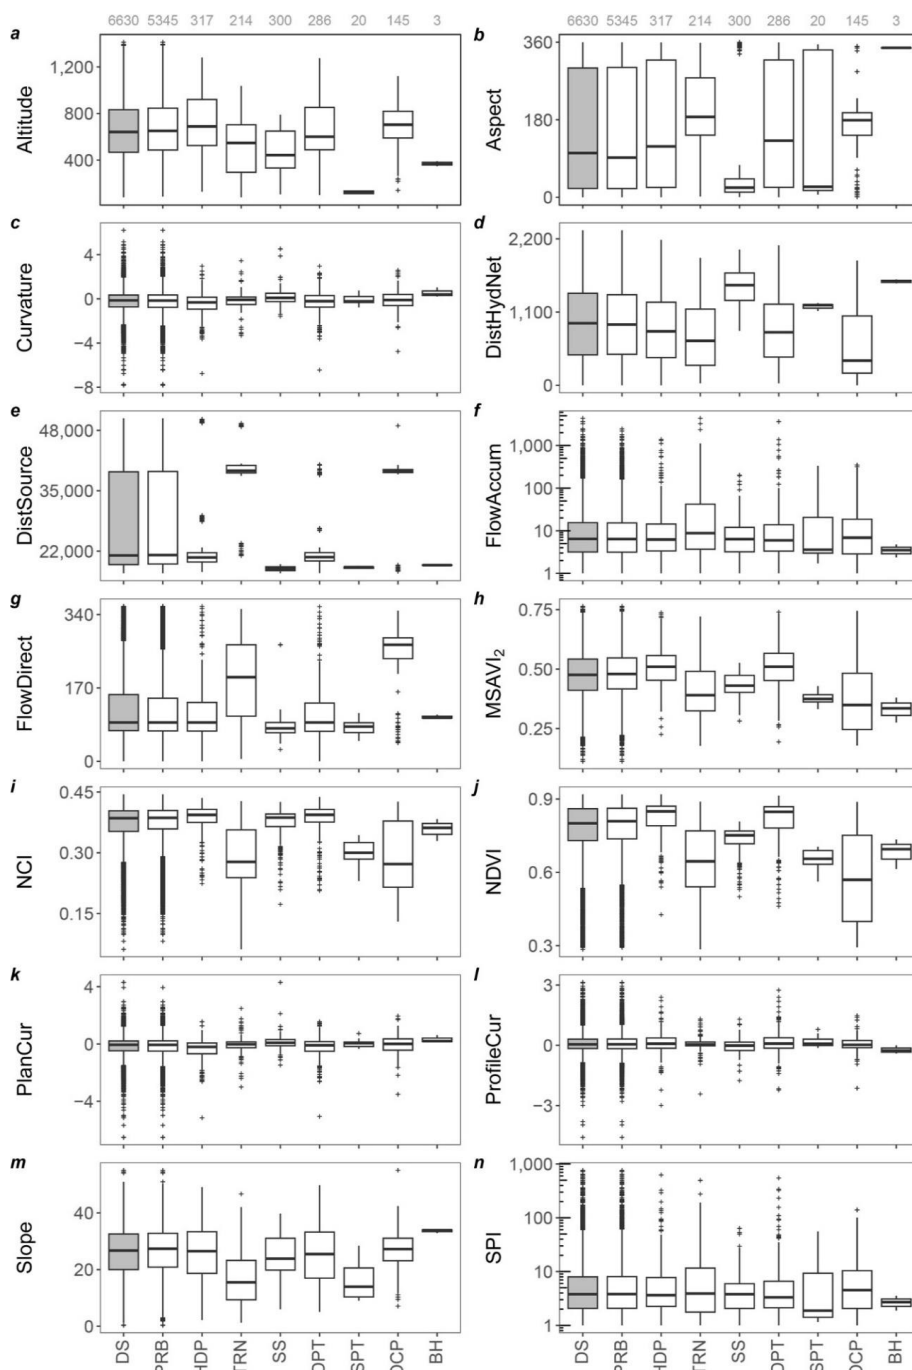 6630 5345 317 214 300 286 20 145 3
6630 5345 317 214 300 286 20 145 3
a
Altitude
1,200
800
400
b
Aspect
360
180
0
c
Curvature
4
0
−4
−8
d
DistHydNet
2,200
1,100
0
e
DistSource
48,000
35,000
22,000
f
FlowAccum
1,000
100
10
1
g
FlowDirect
340
170
0
h
MSAVI₂
0.75
0.50
0.25
i
NCI
0.45
0.30
0.15
j
NDVI
0.9
0.6
0.3
k
PlanCur
4
0
−4
l
ProfileCur
3
0
−3
m
Slope
40
20
0
n
SPI
1,000
100
10
1
DS PRB HDP TRN SS OPT SPT OCP BH
DS PRB HDP TRN SS OPT SPT OCP BH